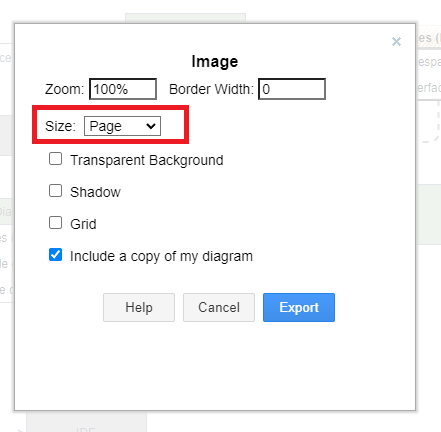 ×
Image
Zoom: 100% Border Width: 0
Size: Page
Transparent Background
Shadow
Grid
Include a copy of my diagram
Help Cancel Export